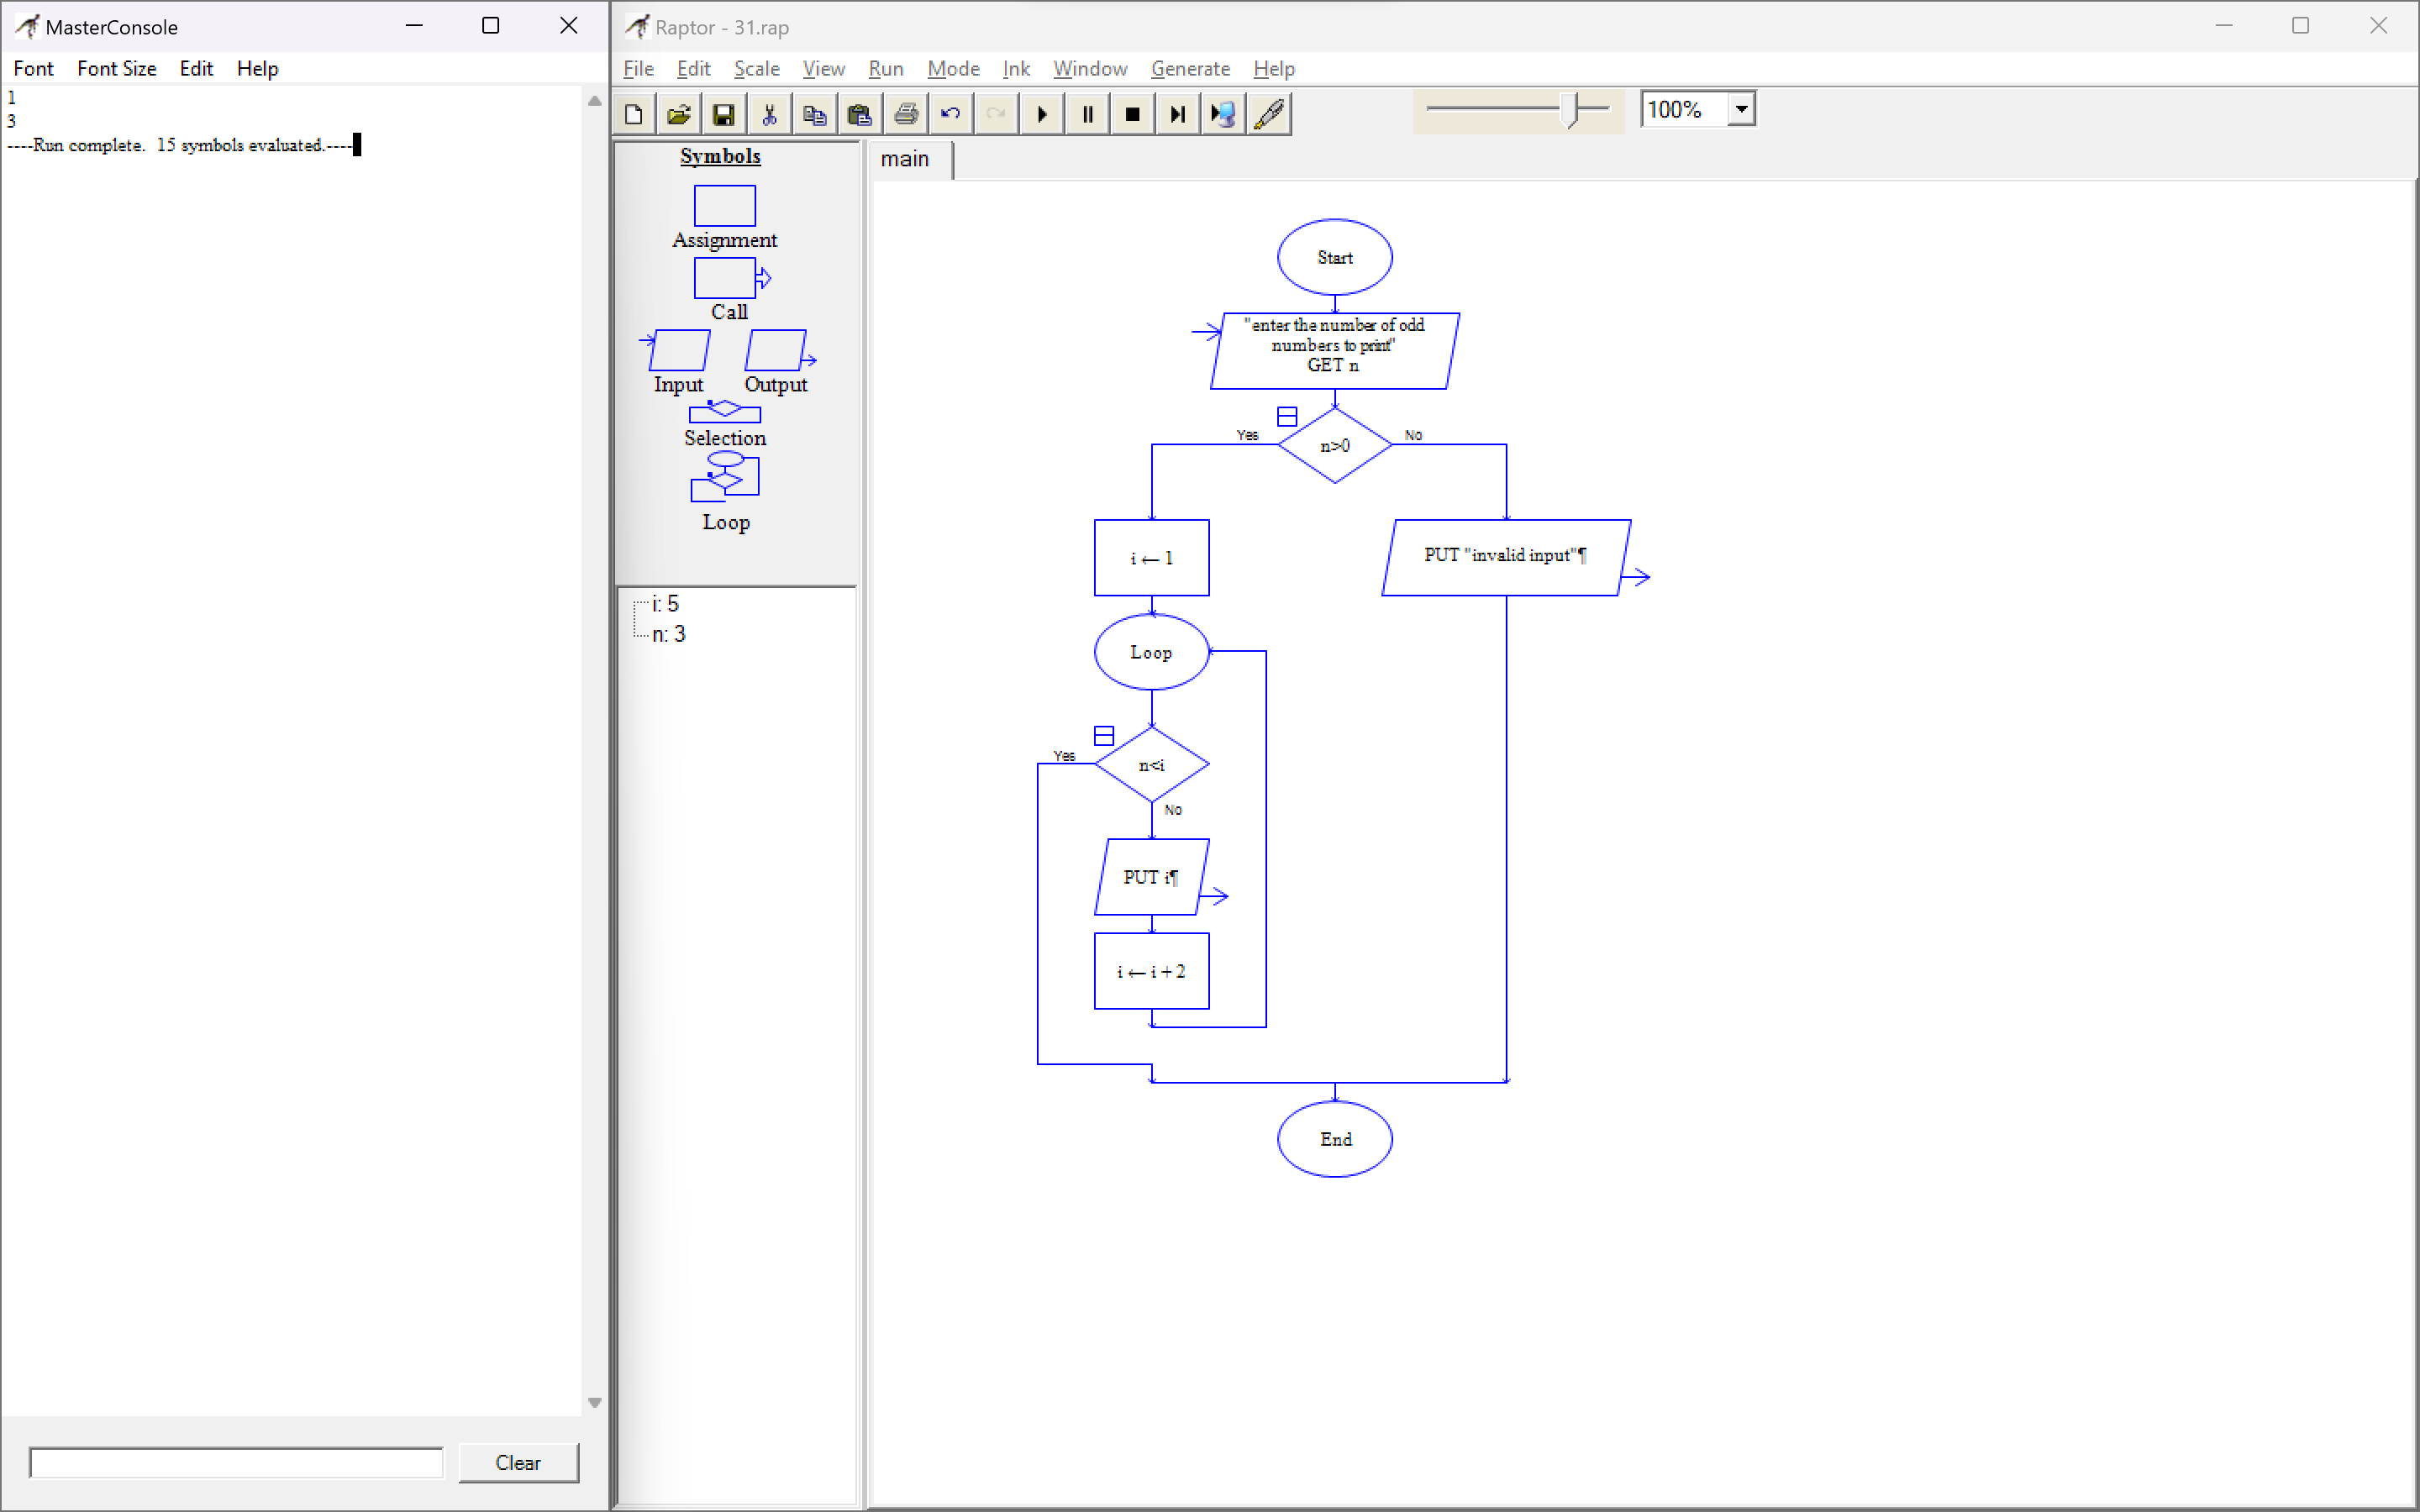 MasterConsole
Font Font Size Edit Help
1
3
----Run complete. 15 symbols evaluated.----
Clear
Raptor - 31.rap
File Edit Scale View Run Mode Ink Window Generate Help
100%
Symbols
Assignment
Call
Input Output
Selection
Loop
i: 5
n: 3
main
Start
"enter the number of odd
numbers to print"
GET n
Yes
n>0
No
i ← 1
PUT "invalid input"¶
Loop
Yes
n<i
No
PUT i¶
i ← i + 2
End